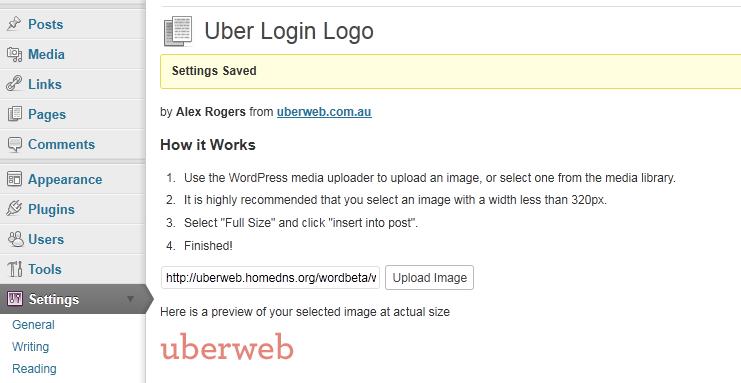 Posts
Media
Links
Pages
Comments
Appearance
Plugins
Users
Tools
Settings
General
Writing
Reading
Uber Login Logo
Settings Saved
by Alex Rogers from uberweb.com.au
How it Works
1. Use the WordPress media uploader to upload an image, or select one from the media library.
2. It is highly recommended that you select an image with a width less than 320px.
3. Select "Full Size" and click "insert into post".
4. Finished!
http://uberweb.homedns.org/wordbeta/w Upload Image
Here is a preview of your selected image at actual size
uberweb